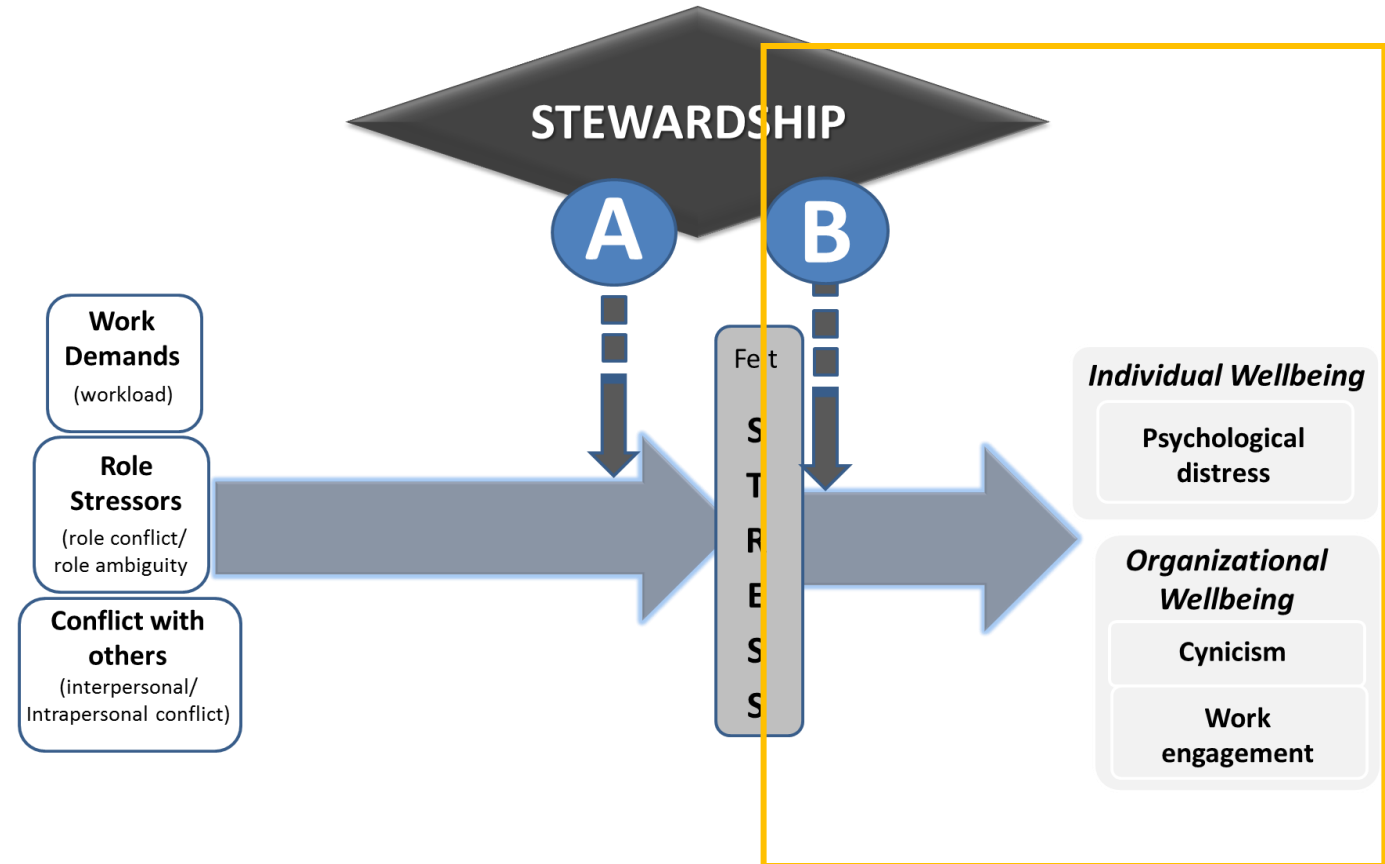 STEWARDSHIP
A
B
Work
Demands
(workload)
Role
Stressors
(role conflict/
role ambiguity
Conflict with
others
(interpersonal/
Intrapersonal conflict)
Felt
S
T
R
E
S
S
Individual Wellbeing
Psychological
distress
Organizational
Wellbeing
Cynicism
Work
engagement